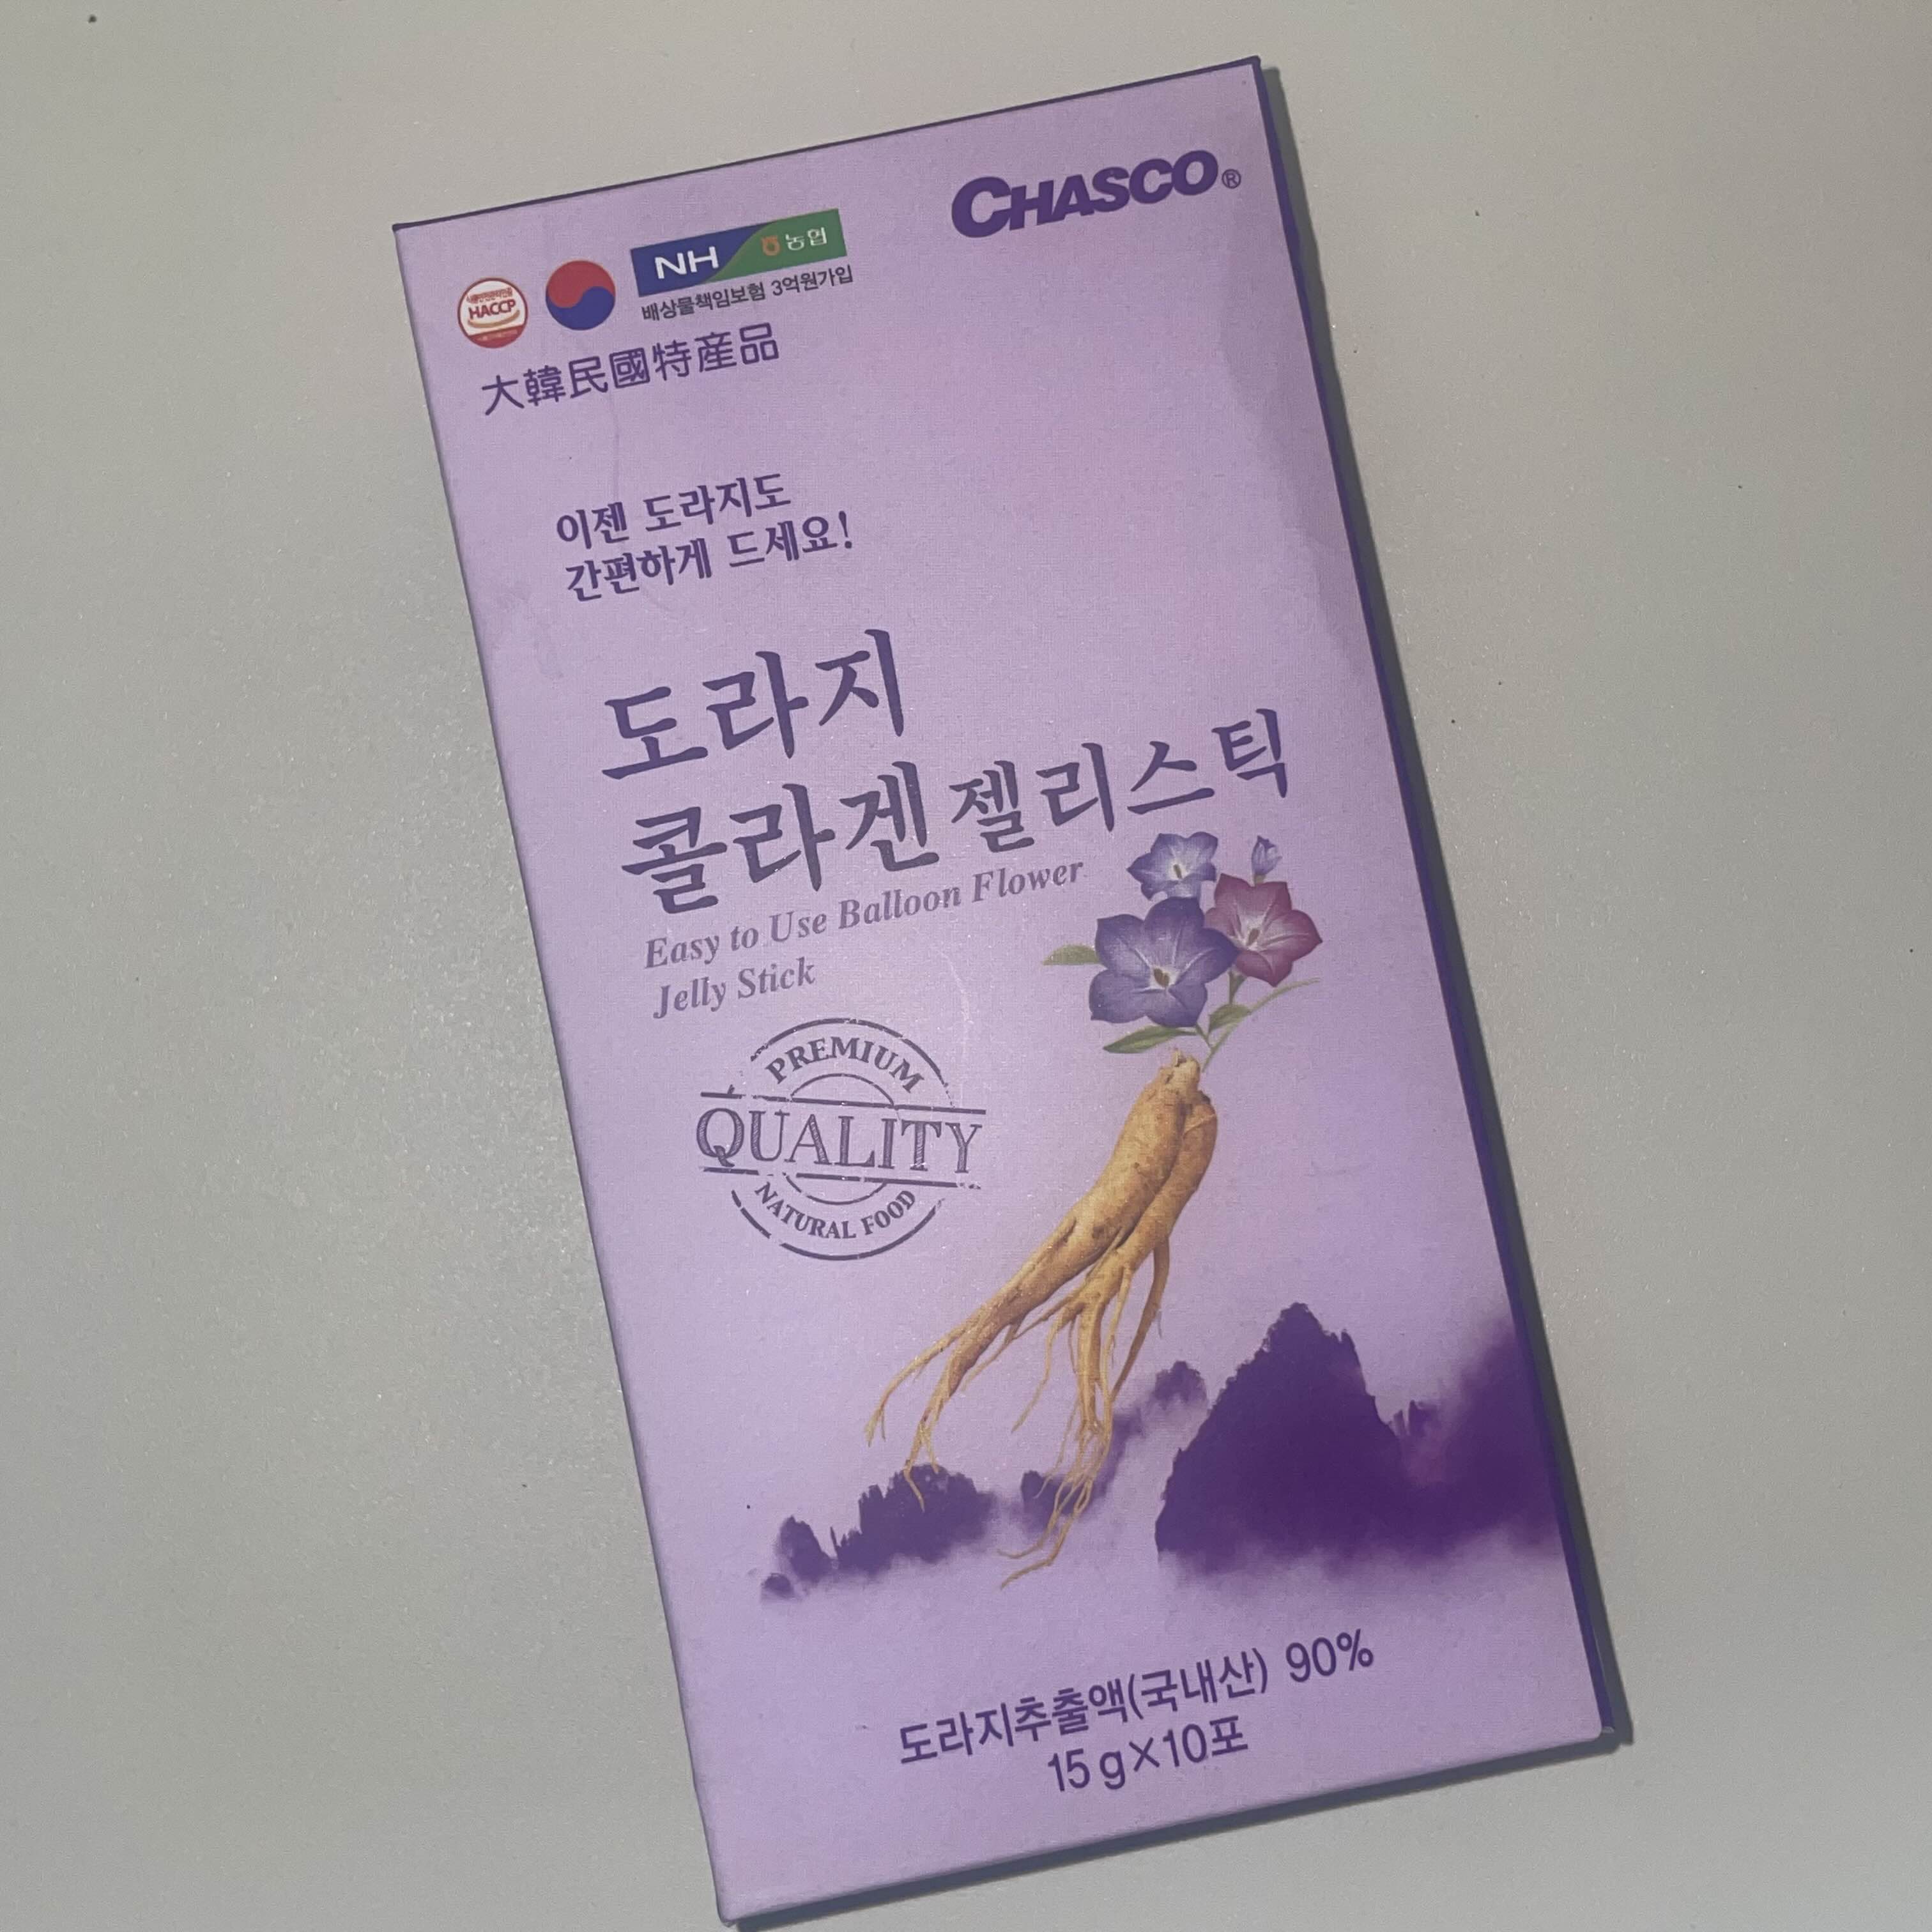 CHASCO®
HACCP
NH 농협
배상물책임보험 3억원가입
大韓民國特産品
이젠 도라지도
간편하게 드세요!
도라지
콜라겐 젤리스틱
Easy to Use Balloon Flower
Jelly Stick
PREMIUM
QUALITY
NATURAL FOOD
도라지추출액(국내산) 90%
15g×10포